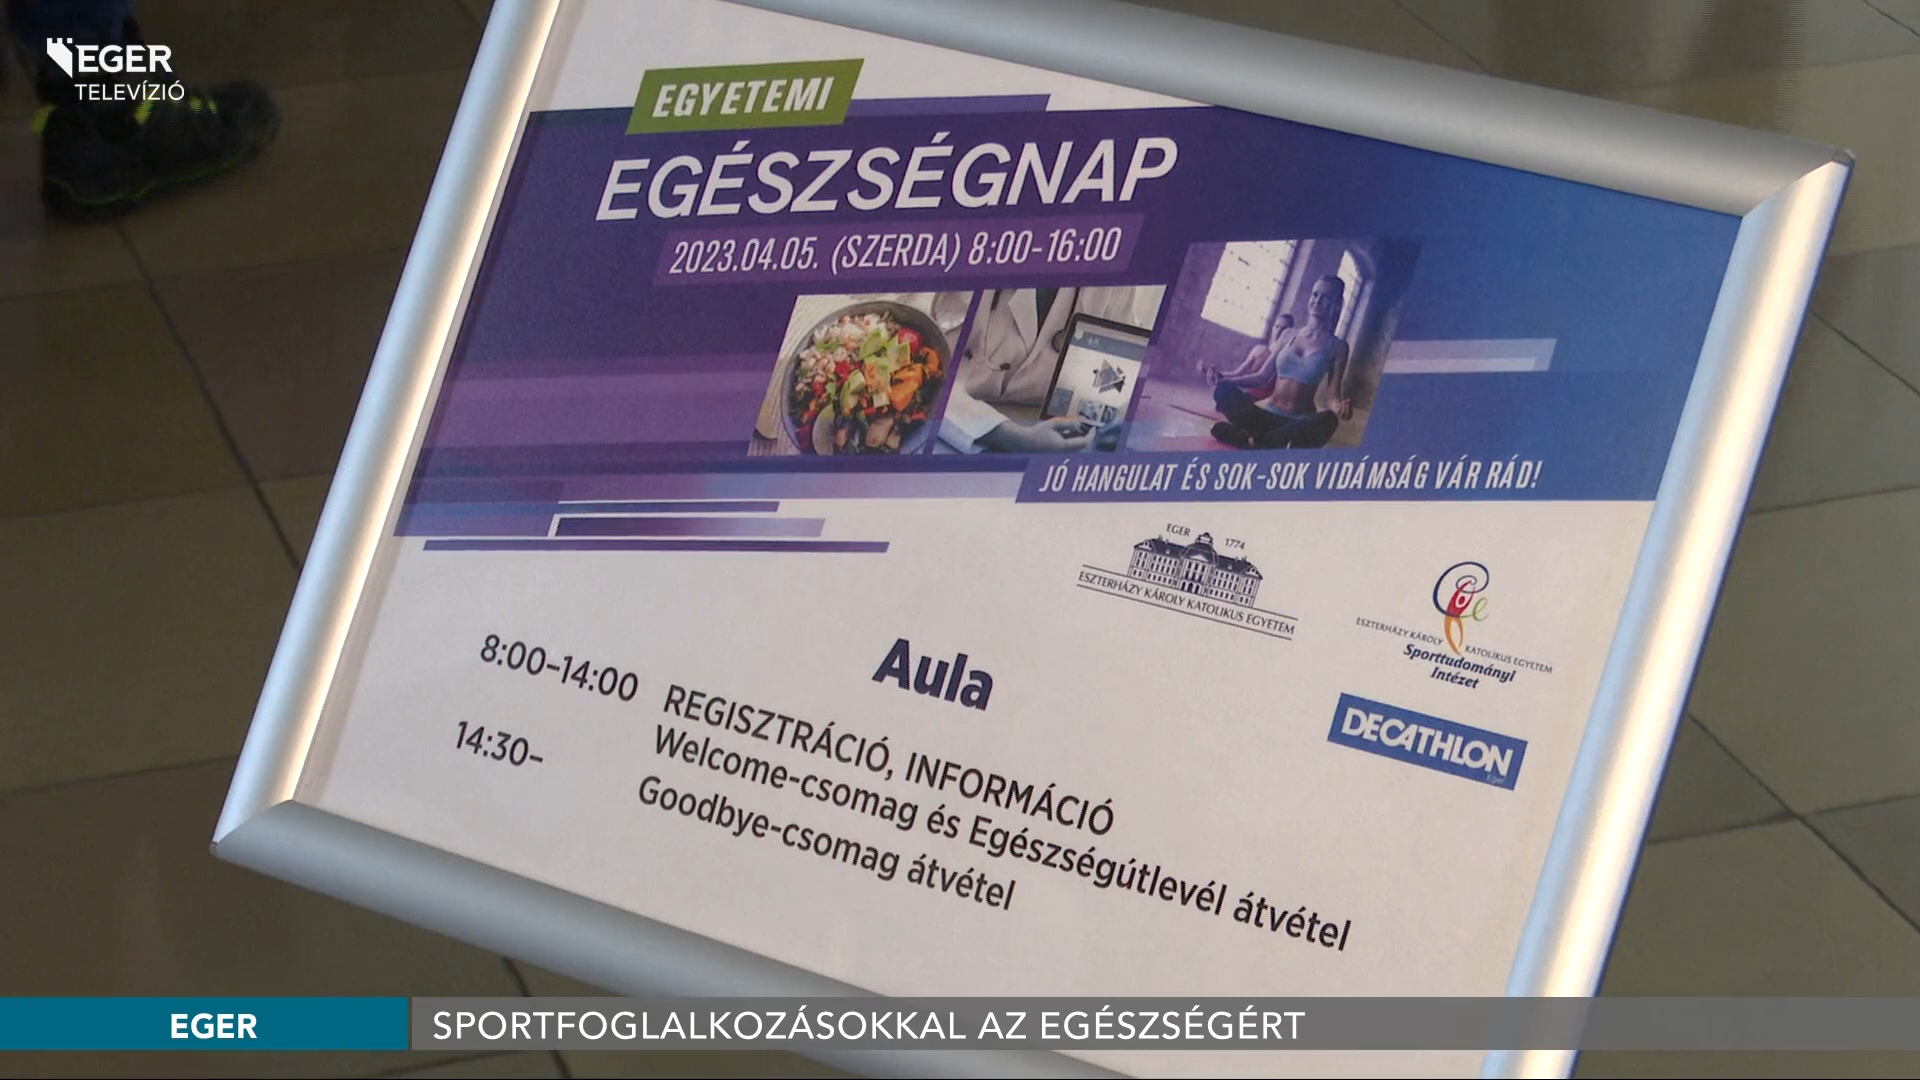 EGER
TELEVÍZIÓ
EGYETEMI
EGÉSZSÉGNAP
2023.04.05. (SZERDA) 8:00-16:00
JÓ HANGULAT ÉS SOK-SOK VIDÁMSÁG VÁR RÁD!
EGER 1774
ESZTERHÁZY KÁROLY KATOLIKUS EGYETEM
ESZTERHÁZY KÁROLY KATOLIKUS EGYETEM
Sporttudományi
Intézet
DECATHLON
Eger
Aula
8:00-14:00 REGISZTRÁCIÓ, INFORMÁCIÓ
Welcome-csomag és Egészségútlevél átvétel
14:30- Goodbye-csomag átvétel
EGER SPORTFOGLALKOZÁSOKKAL AZ EGÉSZSÉGÉRT